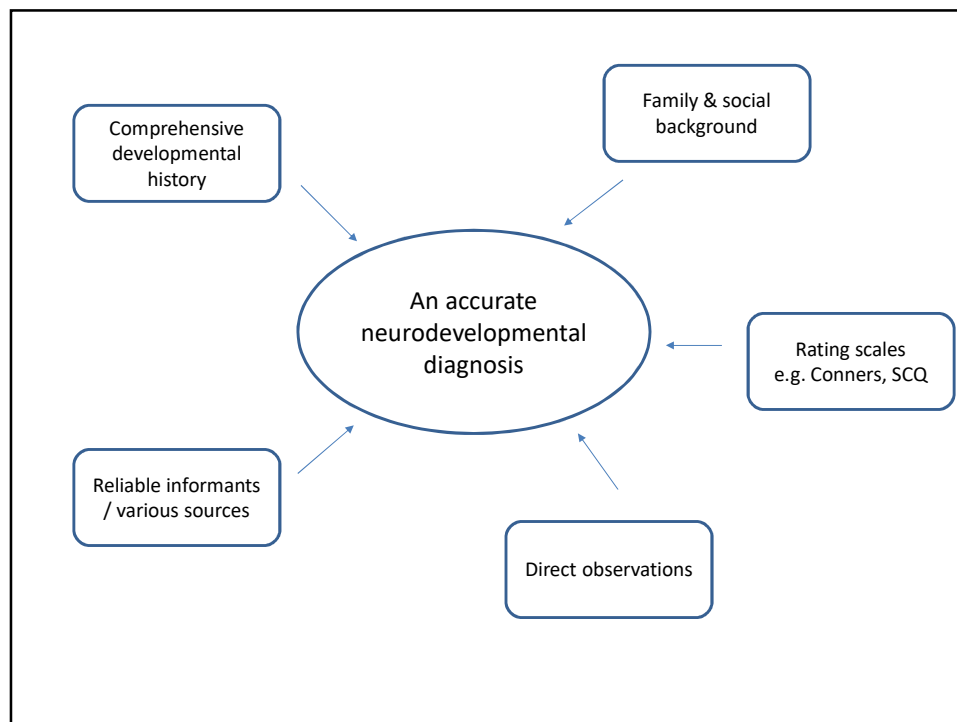 Family & social
background
Comprehensive
developmental
history
An accurate
neurodevelopmental
diagnosis
Rating scales
e.g. Conners, SCQ
Reliable informants
/ various sources
Direct observations